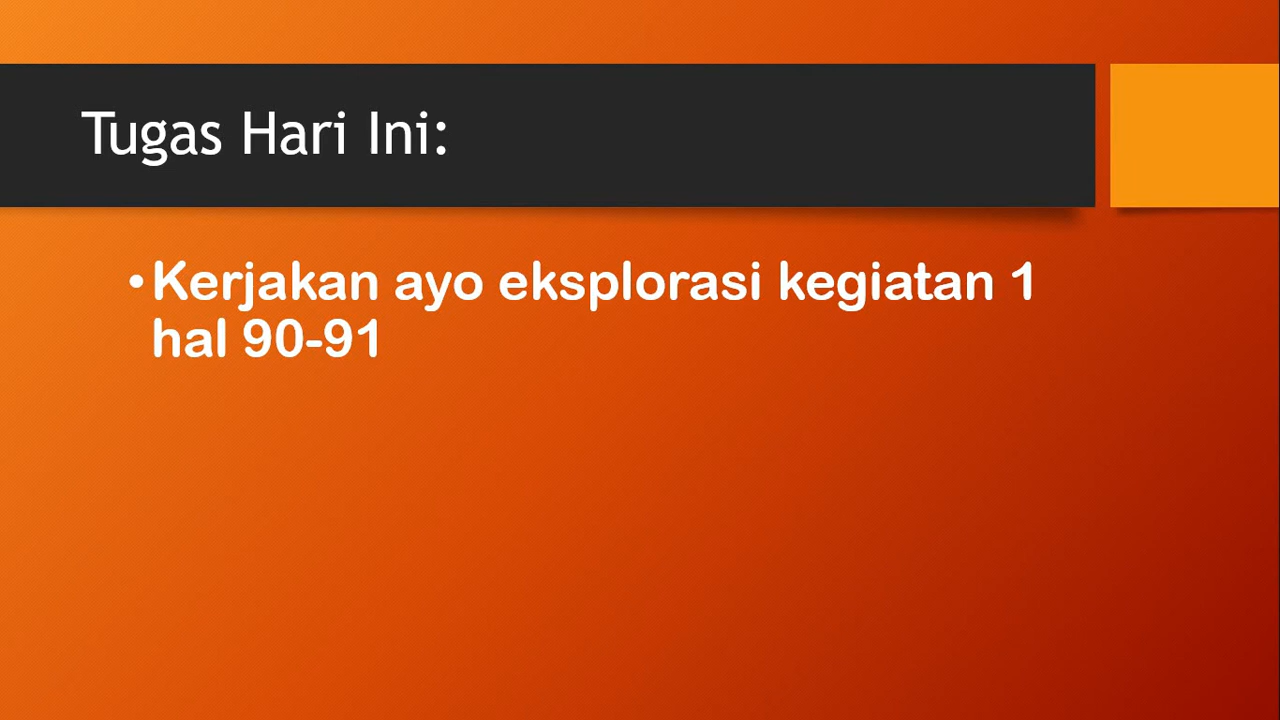 Tugas Hari Ini:
•Kerjakan ayo eksplorasi kegiatan 1
hal 90-91